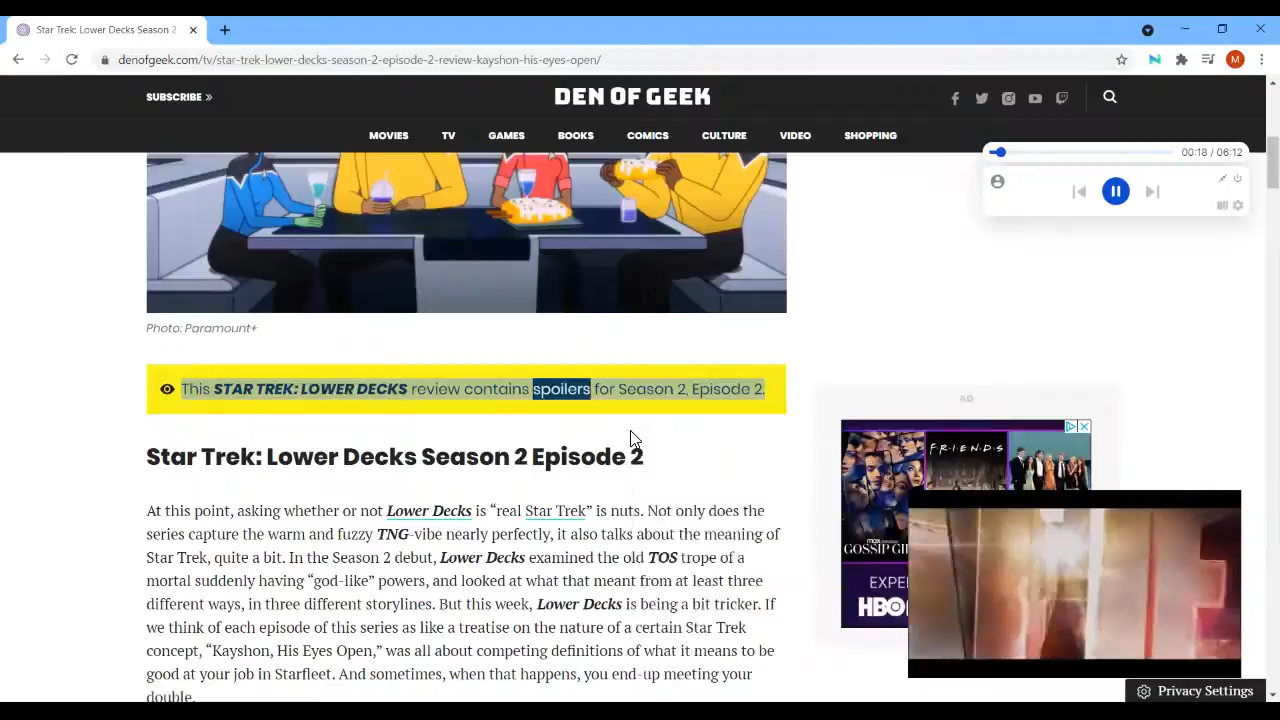 Star Trek: Lower Decks Season 2
denofgeek.com/tv/star-trek-lower-decks-season-2-episode-2-review-kayshon-his-eyes-open/
M
SUBSCRIBE »
DEN OF GEEK
MOVIES TV GAMES BOOKS COMICS CULTURE VIDEO SHOPPING
00:18 / 06:12
Photo: Paramount+
This STAR TREK: LOWER DECKS review contains spoilers for Season 2, Episode 2.
Star Trek: Lower Decks Season 2 Episode 2
At this point, asking whether or not Lower Decks is “real Star Trek” is nuts. Not only does the
series capture the warm and fuzzy TNG-vibe nearly perfectly, it also talks about the meaning of
Star Trek, quite a bit. In the Season 2 debut, Lower Decks examined the old TOS trope of a
mortal suddenly having “god-like” powers, and looked at what that meant from at least three
different ways, in three different storylines. But this week, Lower Decks is being a bit tricker. If
we think of each episode of this series as like a treatise on the nature of a certain Star Trek
concept, “Kayshon, His Eyes Open,” was all about competing definitions of what it means to be
good at your job in Starfleet. And sometimes, when that happens, you end-up meeting your
double.
AD
FRIENDS
GOSSIP
HBO
Privacy Settings